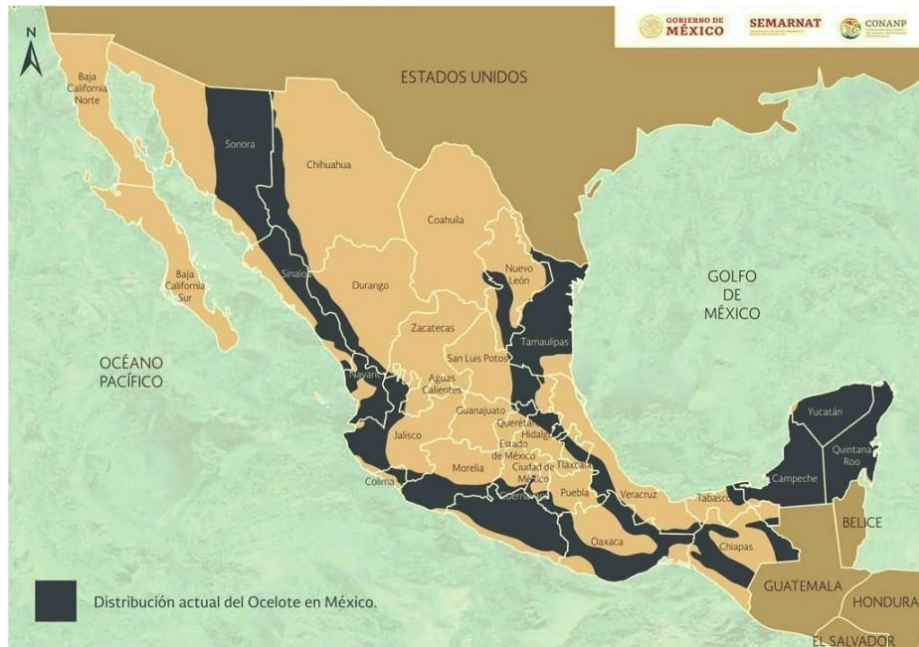 GOBIERNO DE
MÉXICO
SEMARNAT
CONANP
N
ESTADOS UNIDOS
Baja
California
Norte
Sonora
Chihuahua
Coahuila
Nuevo
León
Baja
California
Sur
Sinaloa
Durango
Tamaulipas
GOLFO
DE
MÉXICO
Zacatecas
San Luis Potos
OCÉANO
PACÍFICO
Nayarit
Aguas
Calientes
Guanajuato
Querétaro
Hidalgo
Jalisco
Estado
de México
Morelia
Ciudad de
México
Tlaxcala
Colima
Puebla
Veracruz
Tabasco
Yucatán
Quintana
Roo
Campeche
Oaxaca
Chiapas
BELICE
GUATEMALA
HONDURA
EL SALVADOR
Distribución actual del Ocelote en México.